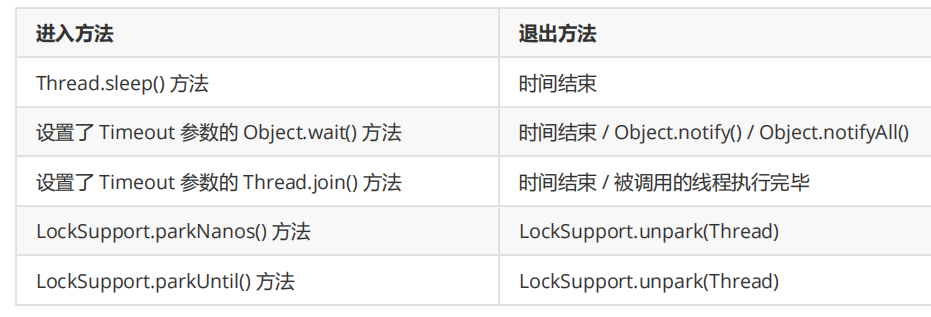 进入方法 退出方法
Thread.sleep() 方法 时间结束
设置了 Timeout 参数的 Object.wait() 方法 时间结束 / Object.notify() / Object.notifyAll()
设置了 Timeout 参数的 Thread.join() 方法 时间结束 / 被调用的线程执行完毕
LockSupport.parkNanos() 方法 LockSupport.unpark(Thread)
LockSupport.parkUntil() 方法 LockSupport.unpark(Thread)